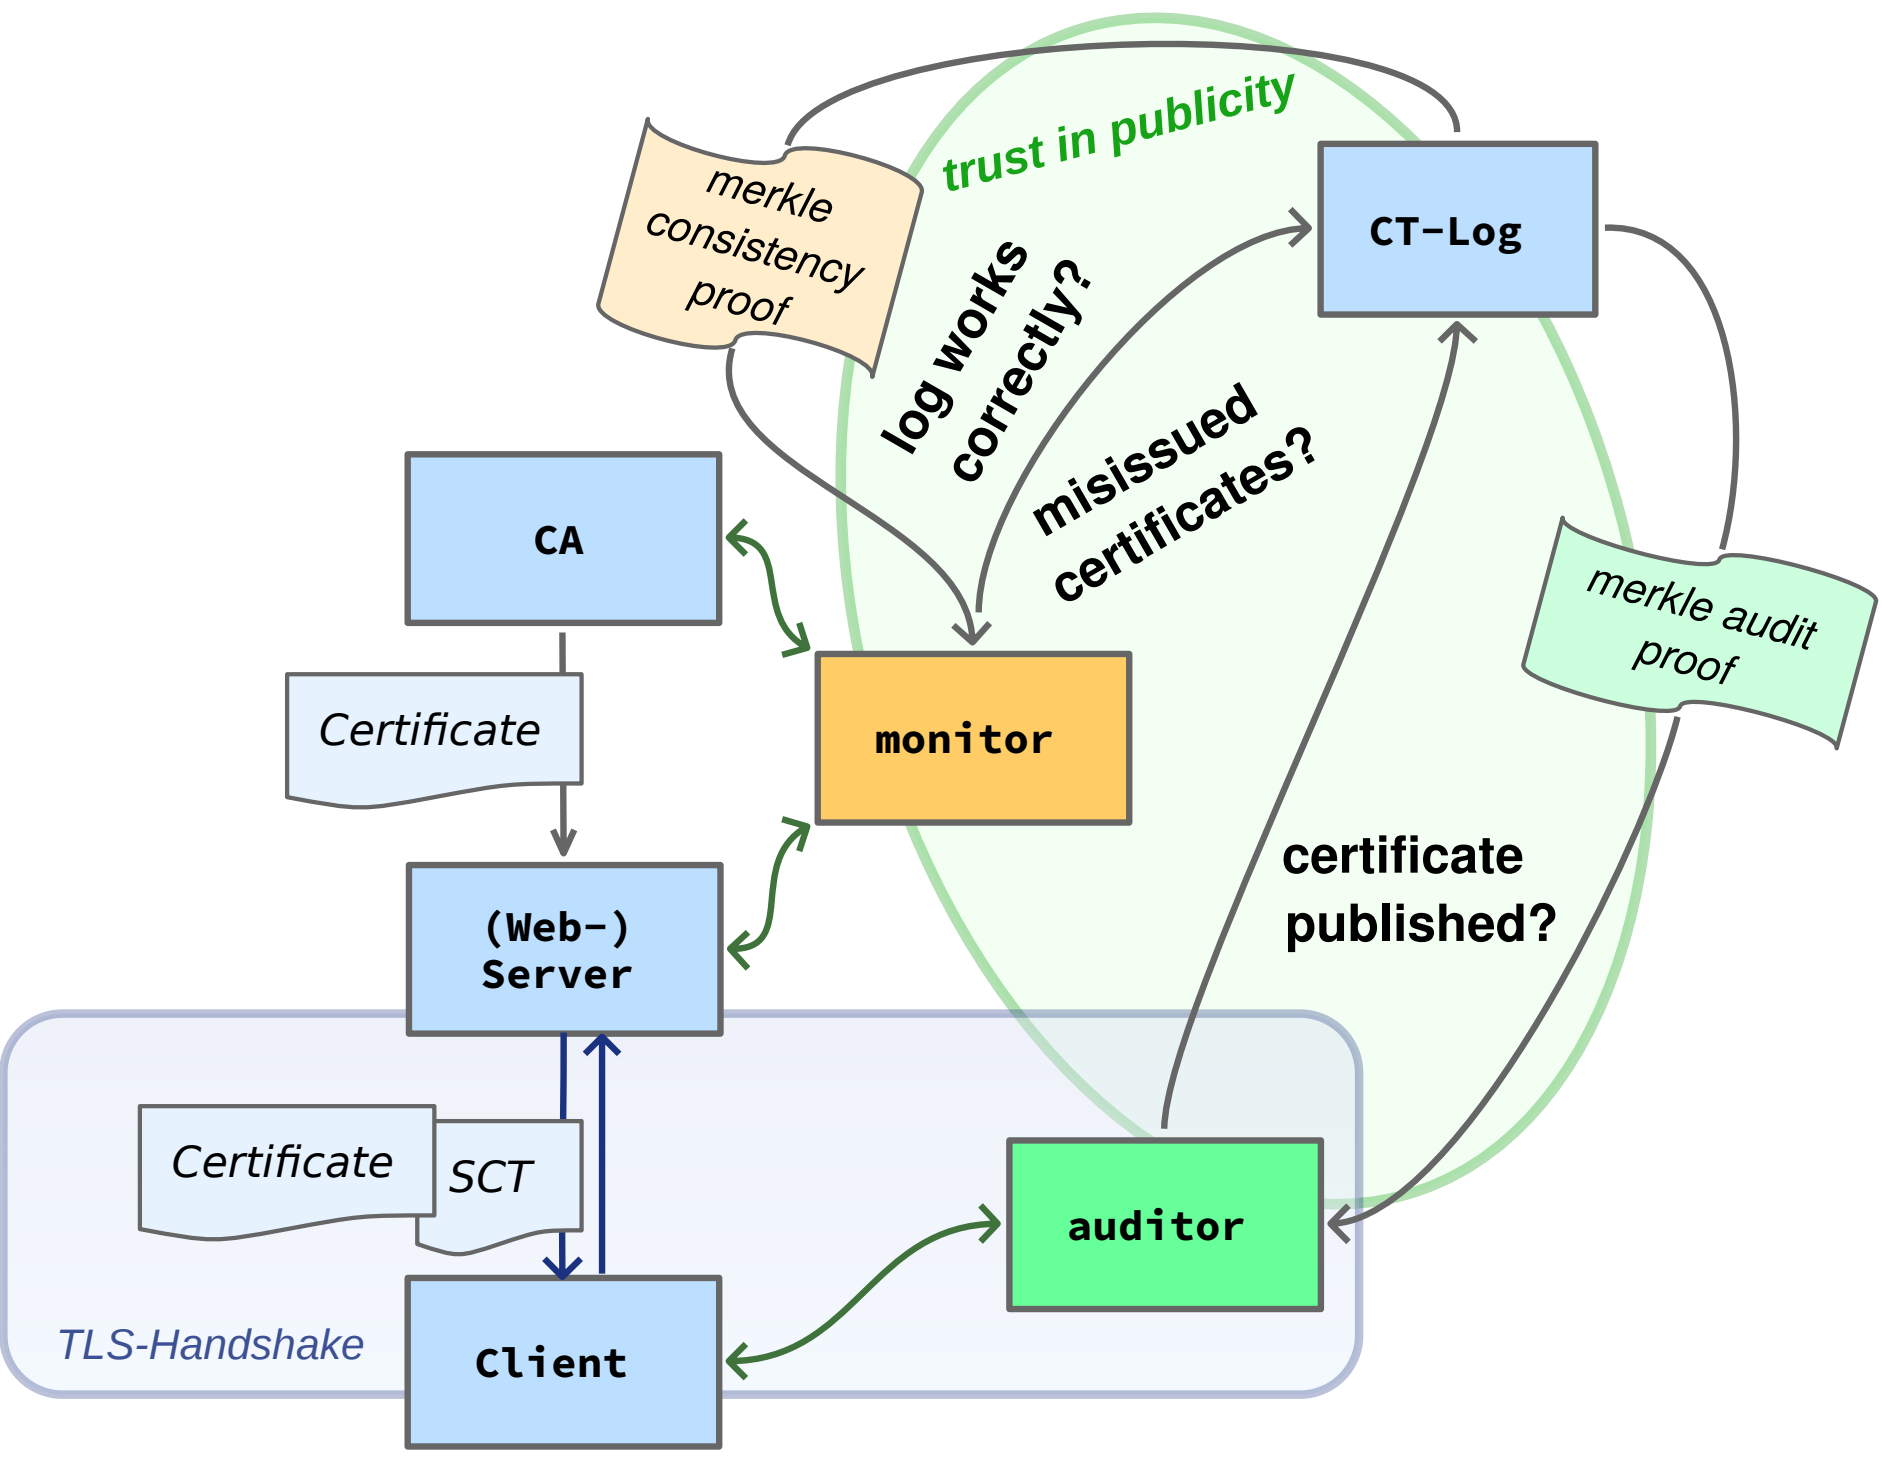 trust in publicity
merkle
consistency
proof
CT-Log
log works
correctly?
misissued
certificates?
CA
merkle audit
proof
Certificate
monitor
certificate
published?
(Web-)
Server
Certificate
SCT
auditor
TLS-Handshake
Client